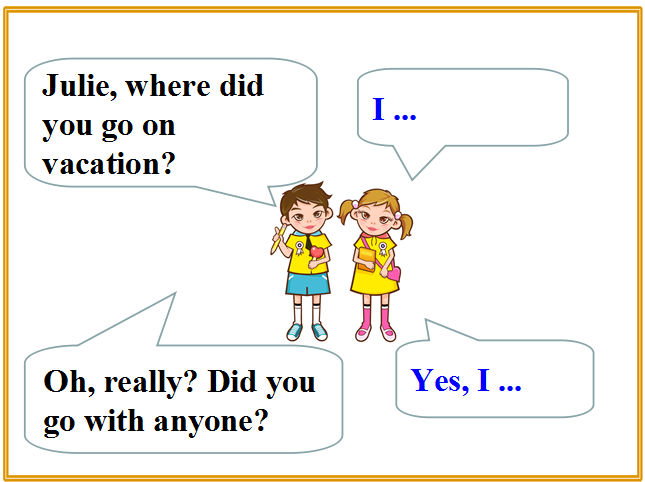 Julie, where did
you go on
vacation?
I ...
Oh, really? Did you
go with anyone?
Yes, I ...